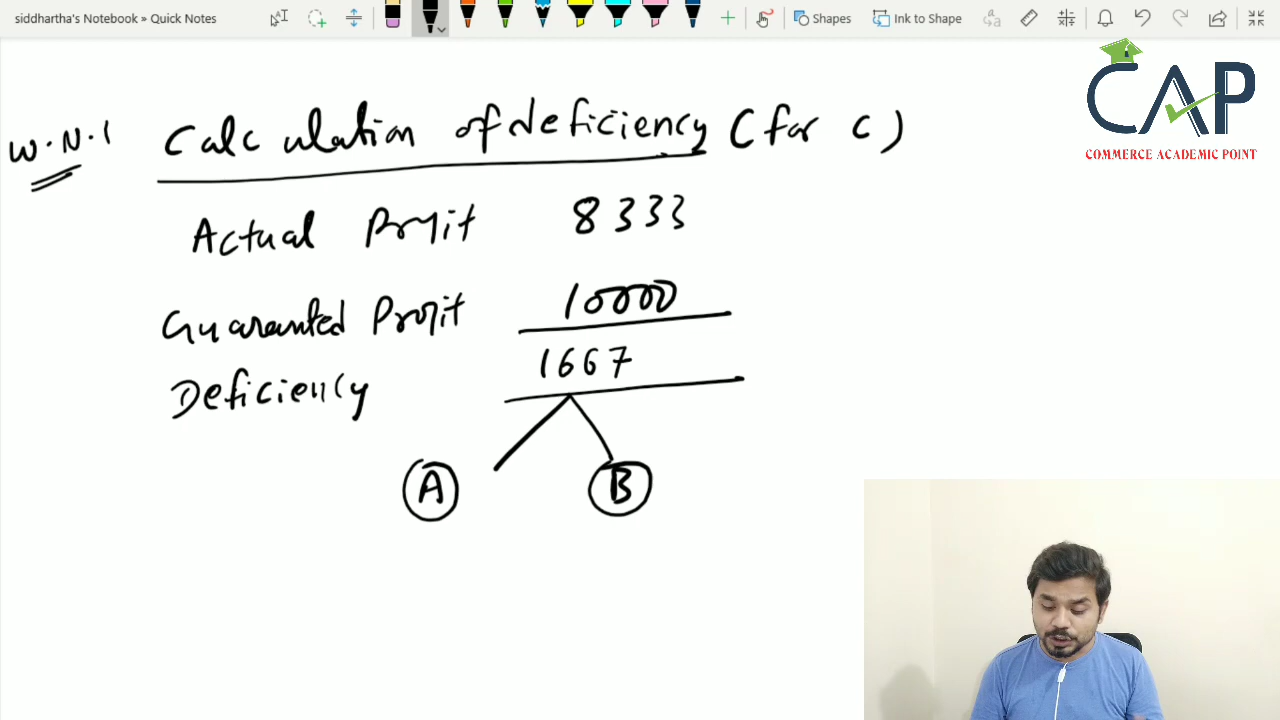 siddhartha's Notebook » Quick Notes
Shapes
Ink to Shape
CAP
COMMERCE ACADEMIC POINT
W.N.1 Calculation of deficiency (for C)
Actual Profit 8333
Guaranted Profit 10000
Deficiency 1667
A B